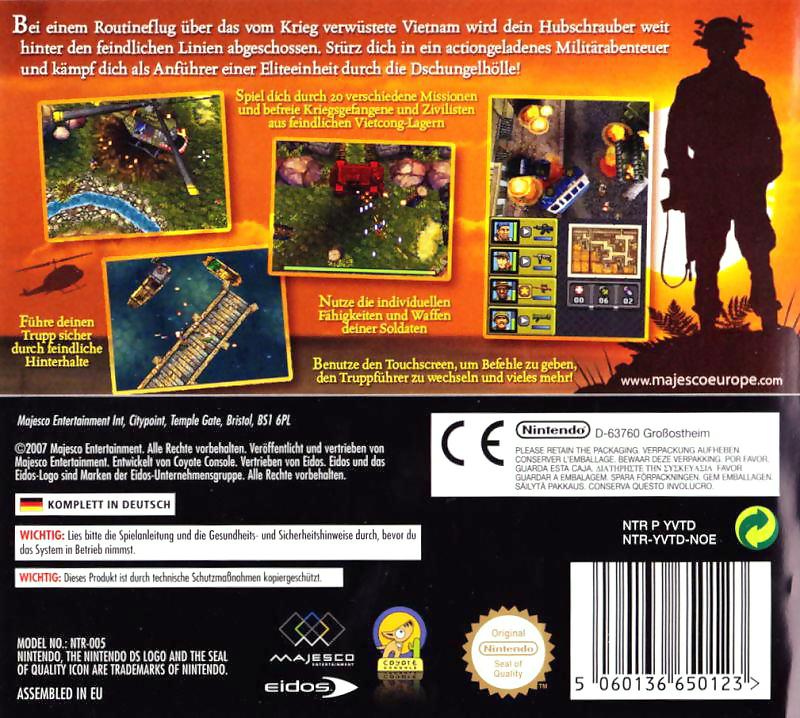 Bei einem Routineflug über das vom Krieg verwüstete Vietnam wird dein Hubschrauber weit
hinter den feindlichen Linien abgeschossen. Stürz dich in ein actiongeladenes Militärabenteuer
und kämpf dich als Anführer einer Eliteeinheit durch die Dschungelhölle!
Spiel dich durch 20 verschiedene Missionen
und befreie Kriegsgefangene und Zivilisten
aus feindlichen Vietcong-Lagern
00 06 02
Führe deinen
Trupp sicher
durch feindliche
Hinterhalte
Nutze die individuellen
Fähigkeiten und Waffen
deiner Soldaten
Benutze den Touchscreen, um Befehle zu geben,
den Truppführer zu wechseln und vieles mehr!
www.majescoeurope.com
Majesco Entertainment Int, Citypoint, Temple Gate, Bristol, BS1 6PL
©2007 Majesco Entertainment. Alle Rechte vorbehalten. Veröffentlicht und vertrieben von
Majesco Entertainment. Entwickelt von Coyote Console. Vertrieben von Eidos. Eidos und das
Eidos-Logo sind Marken der Eidos-Unternehmensgruppe. Alle Rechte vorbehalten.
KOMPLETT IN DEUTSCH
WICHTIG: Lies bitte die Spielanleitung und die Gesundheits- und Sicherheitshinweise durch, bevor du
das System in Betrieb nimmst.
WICHTIG: Dieses Produkt ist durch technische Schutzmaßnahmen kopiergeschützt.
CE Nintendo D-63760 Großostheim
PLEASE RETAIN THE PACKAGING. VERPACKUNG AUFHEBEN.
CONSERVER L'EMBALLAGE. BEWAAR DEZE VERPAKKING. POR FAVOR,
GUARDA ESTA CAJA. ΔΙΑΤΗΡΗΣΤΕ ΤΗΝ ΣΥΣΚΕΥΑΣΙΑ FAVOR
GUARDAR A EMBALAGEM. SPARA FÖRPACKNINGEN. GEM EMBALLAGEN.
SÄILYTÄ PAKKAUS. CONSERVA QUESTO INVOLUCRO.
NTR P YVTD
NTR-YVTD-NOE
MODEL NO.: NTR-005
NINTENDO, THE NINTENDO DS LOGO AND THE SEAL
OF QUALITY ICON ARE TRADEMARKS OF NINTENDO.
ASSEMBLED IN EU
MAJESCO
ENTERTAINMENT
eidos
COYOTE
CONSOLE
Original
Nintendo
Seal of
Quality
TM
5 060136 650123 >